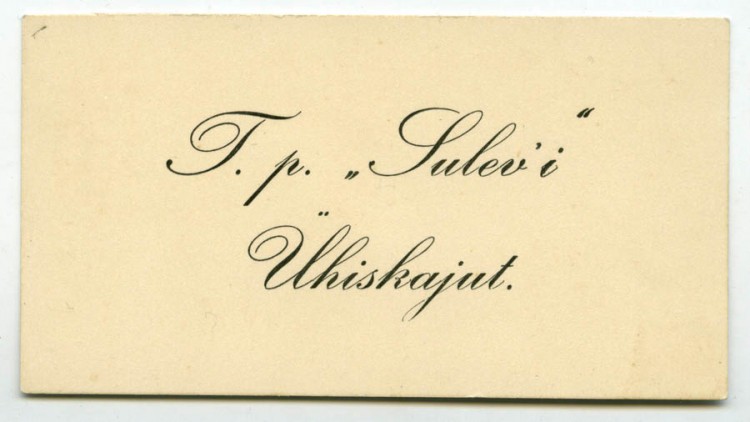 T. p. „Sulev'i“
Ühiskajut.